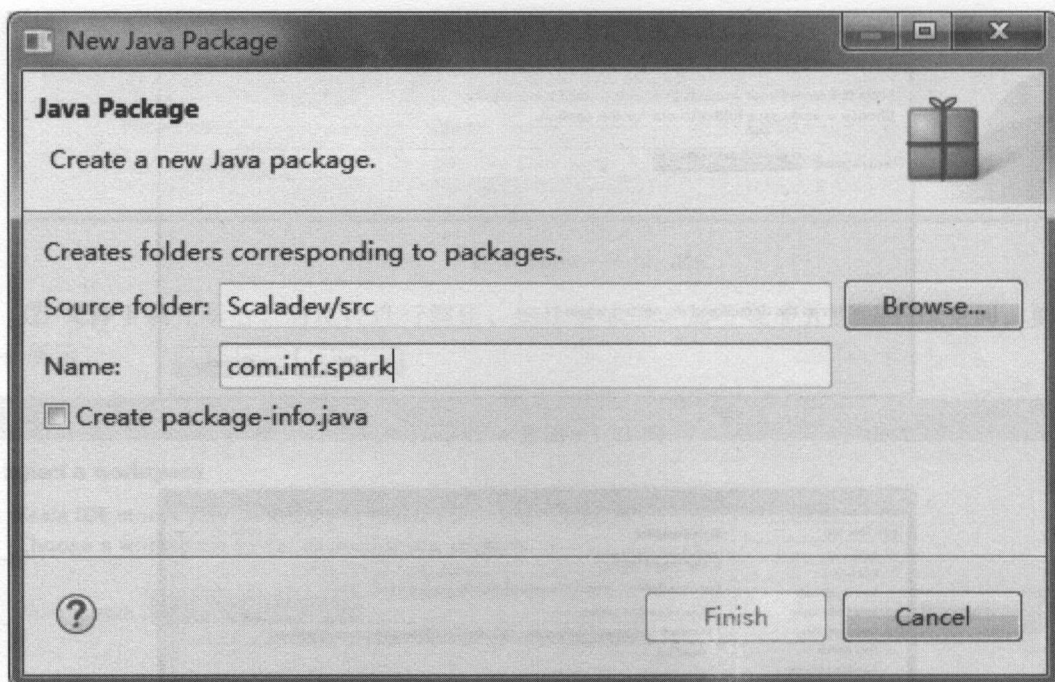 New Java Package
Java Package
Create a new Java package.
Creates folders corresponding to packages.
Source folder: Scaladev/src Browse...
Name: com.imf.spark
Create package-info.java
? Finish Cancel